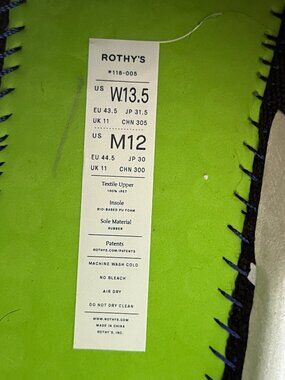 ROTHY'S
#118-005
US W13.5
EU 43.5 JP 31.5
UK 11 CHN 305
US M12
EU 44.5 JP 30
UK 11 CHN 300
Textile Upper
100% rPET
Insole
BIO-BASED PU FOAM
Sole Material
RUBBER
Patents
ROTHYS.COM/PATENTS
MACHINE WASH COLD
NO BLEACH
AIR DRY
DO NOT DRY CLEAN
WWW.ROTHYS.COM
MADE IN CHINA
ROTHY'S, INC.